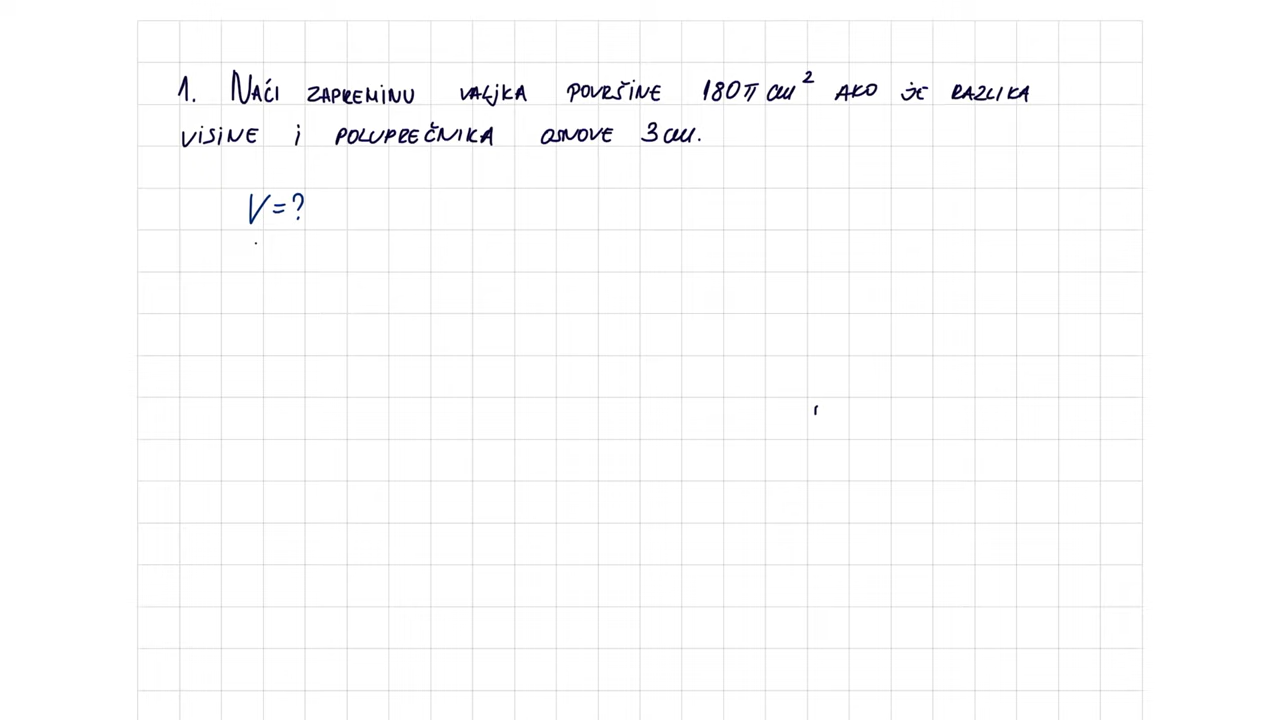 1. Naći zapreminu valjka površine 180π cm² ako je razlika
visine i poluprečnika osnove 3 cm.
V = ?